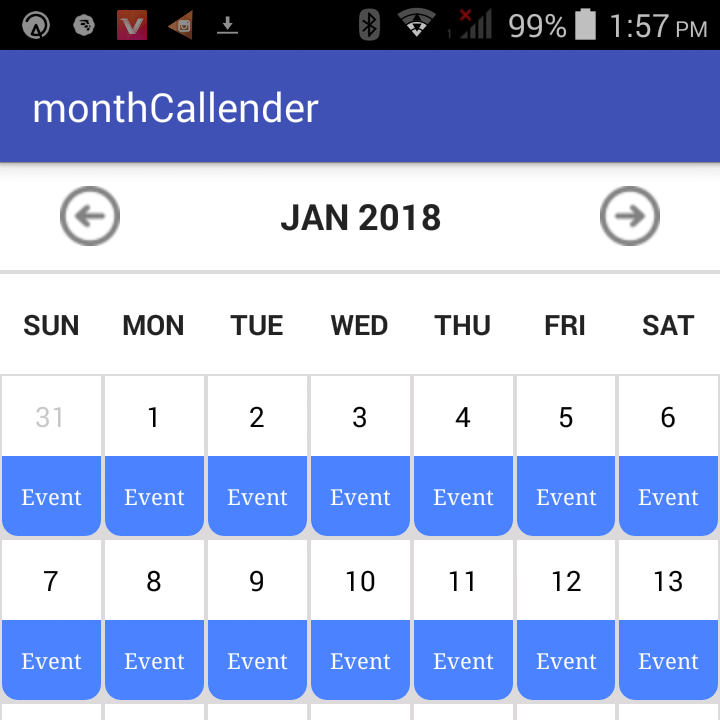 1 99% 1:57 PM
monthCallender
JAN 2018
SUN MON TUE WED THU FRI SAT
31 1 2 3 4 5 6
Event Event Event Event Event Event Event
7 8 9 10 11 12 13
Event Event Event Event Event Event Event